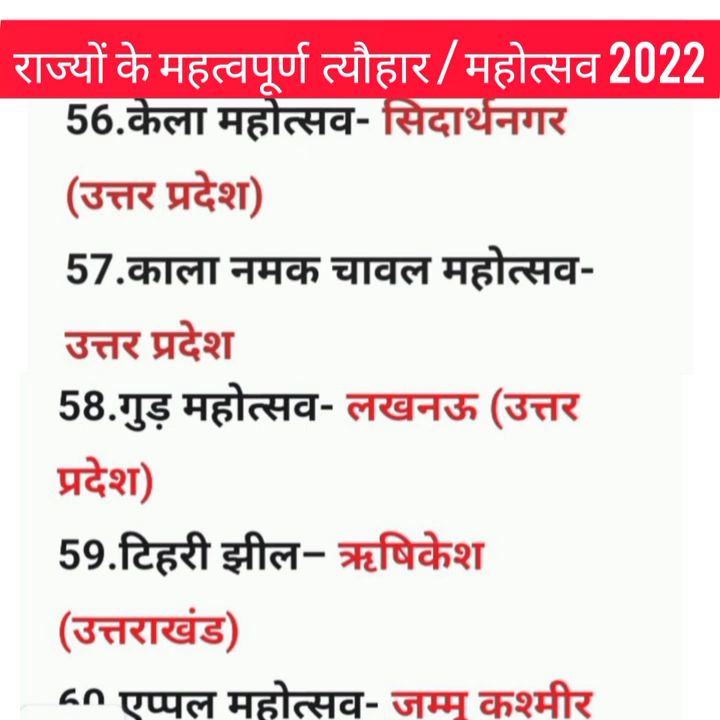 राज्यों के महत्वपूर्ण त्यौहार / महोत्सव 2022
56.केला महोत्सव- सिदार्थनगर
(उत्तर प्रदेश)
57.काला नमक चावल महोत्सव-
उत्तर प्रदेश
58.गुड़ महोत्सव- लखनऊ (उत्तर
प्रदेश)
59.टिहरी झील– ऋषिकेश
(उत्तराखंड)
60 एप्पल महोत्सव- जम्मू कश्मीर